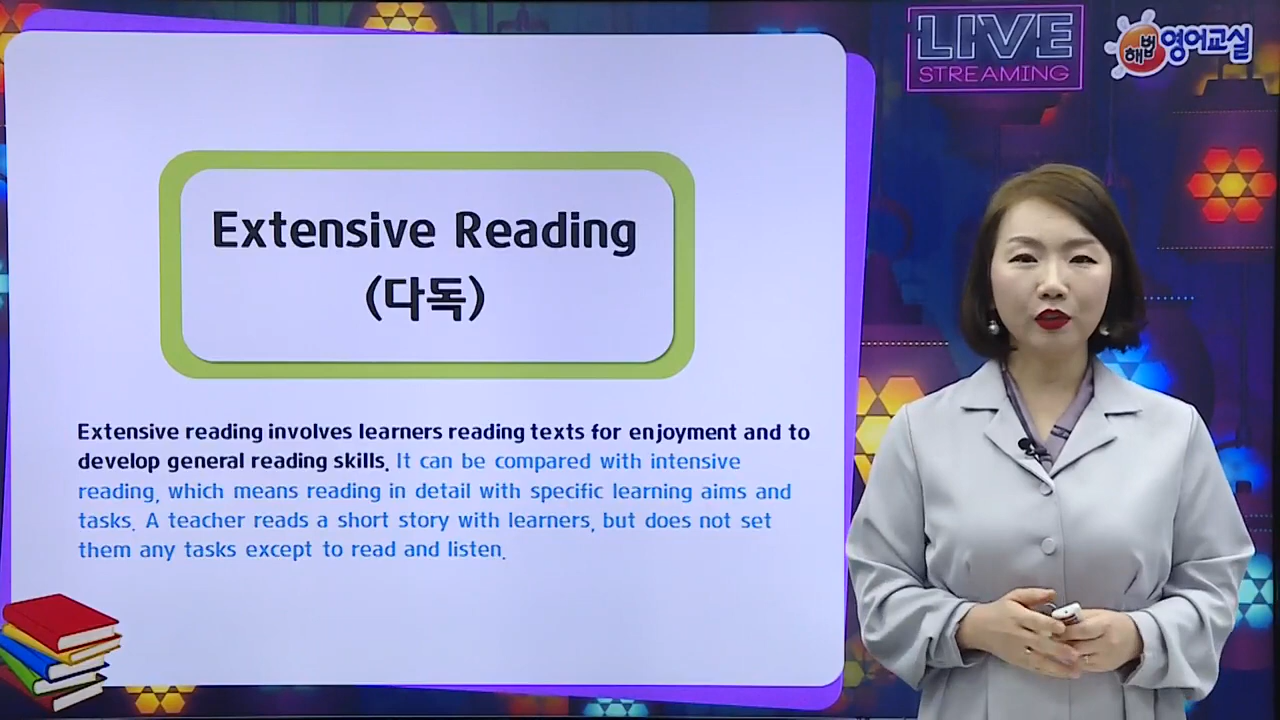 LIVE
STREAMING
해법 영어교실
Extensive Reading
(다독)
Extensive reading involves learners reading texts for enjoyment and to
develop general reading skills. It can be compared with intensive
reading, which means reading in detail with specific learning aims and
tasks. A teacher reads a short story with learners, but does not set
them any tasks except to read and listen.